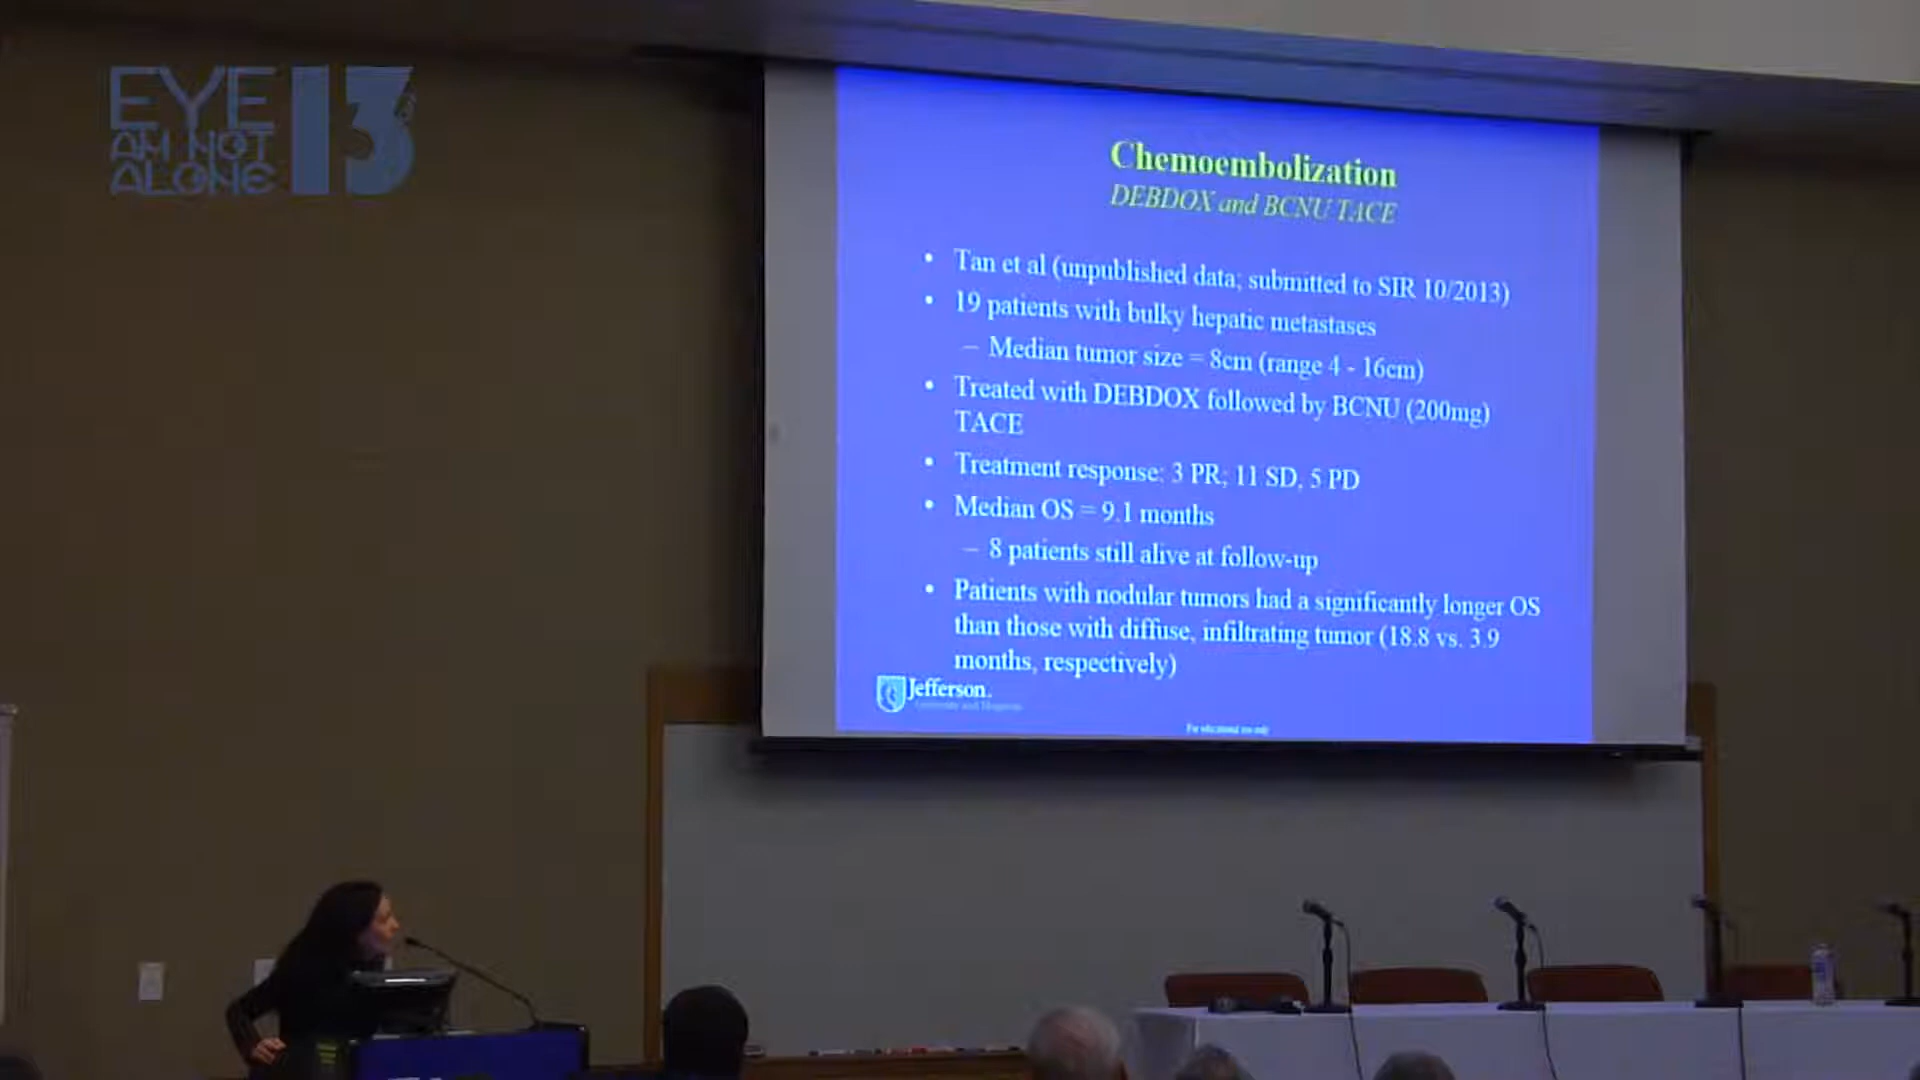 EYE
AM NOT
ALONE
13
Chemoembolization
DEBDOX and BCNU TACE
• Tan et al (unpublished data; submitted to SIR 10/2013)
• 19 patients with bulky hepatic metastases
– Median tumor size = 8cm (range 4 - 16cm)
• Treated with DEBDOX followed by BCNU (200mg)
TACE
• Treatment response: 3 PR; 11 SD, 5 PD
• Median OS = 9.1 months
– 8 patients still alive at follow-up
• Patients with nodular tumors had a significantly longer OS
than those with diffuse, infiltrating tumor (18.8 vs. 3.9
months, respectively)
Jefferson.